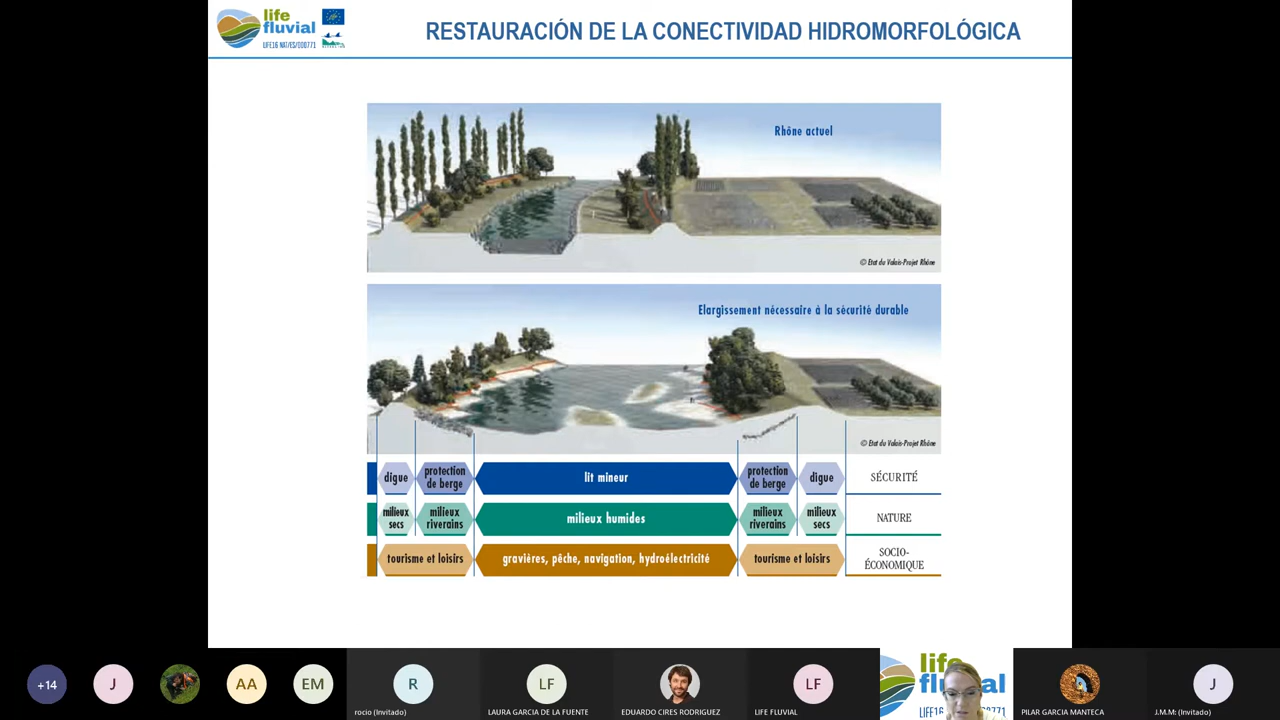 life
fluvial
LIFE16 NAT/ES/000771
RESTAURACIÓN DE LA CONECTIVIDAD HIDROMORFOLÓGICA
Rhône actuel
© Etat du Valais-Projet Rhône
Elargissement nécessaire à la sécurité durable
© Etat du Valais-Projet Rhône
digue
protection
de berge
lit mineur
protection
de berge
digue
SÉCURITÉ
milieux
secs
milieux
riverains
milieux humides
milieux
riverains
milieux
secs
NATURE
tourisme et loisirs
gravières, pêche, navigation, hydroélectricité
tourisme et loisirs
SOCIO-
ÉCONOMIQUE
+14
J
AA
EM
R
rocio (Invitado)
LF
LAURA GARCIA DE LA FUENTE
EDUARDO CIRES RODRIGUEZ
LF
LIFE FLUVIAL
PILAR GARCIA MANTECA
J
J.M.M: (Invitado)